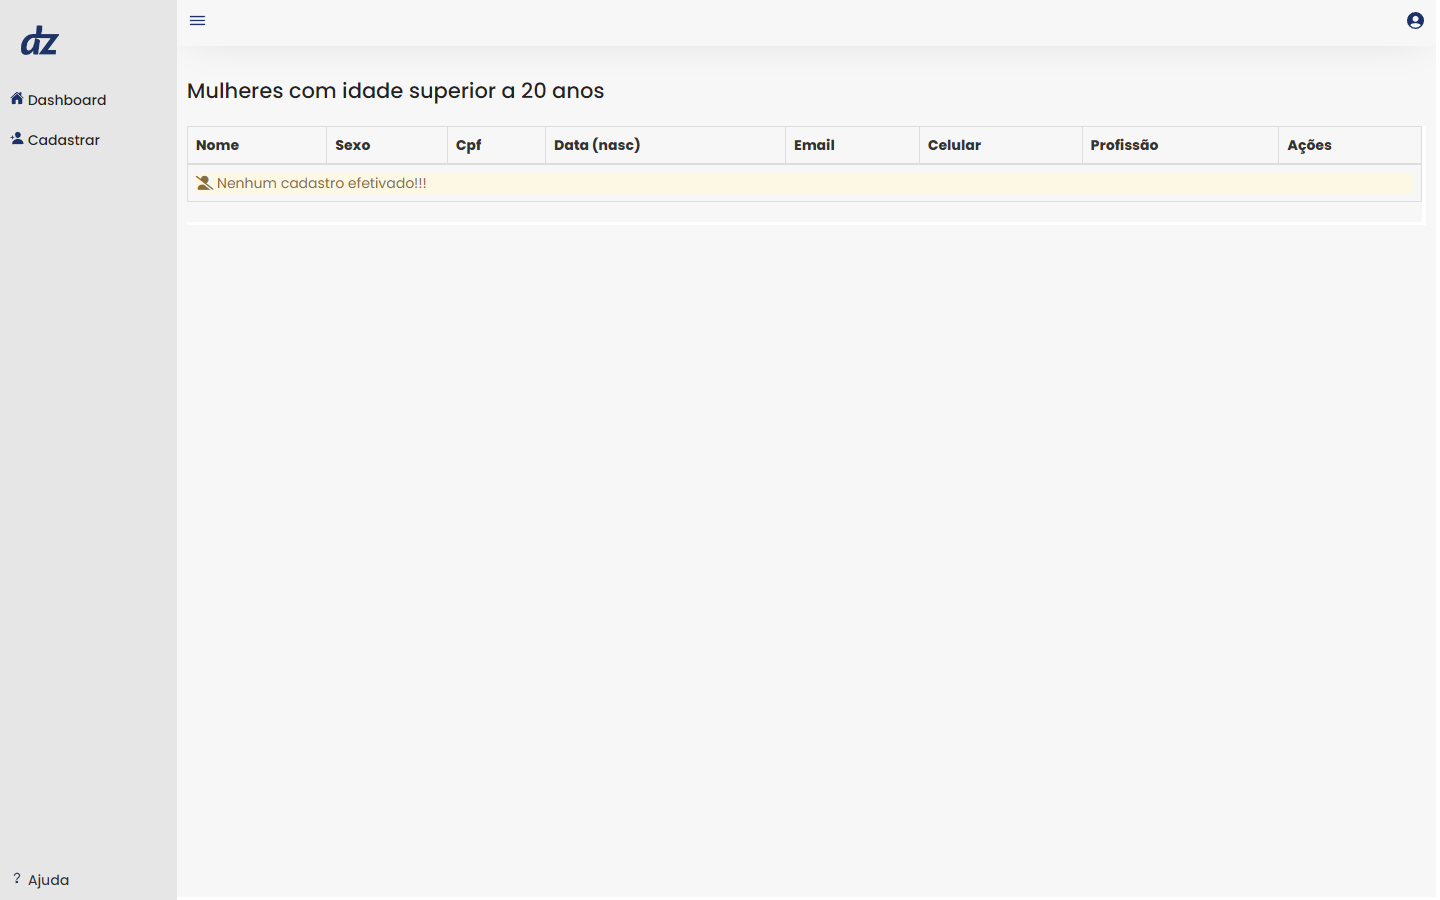 dz
Dashboard
Cadastrar
Mulheres com idade superior a 20 anos
Nome Sexo Cpf Data (nasc) Email Celular Profissão Ações
Nenhum cadastro efetivado!!!
? Ajuda